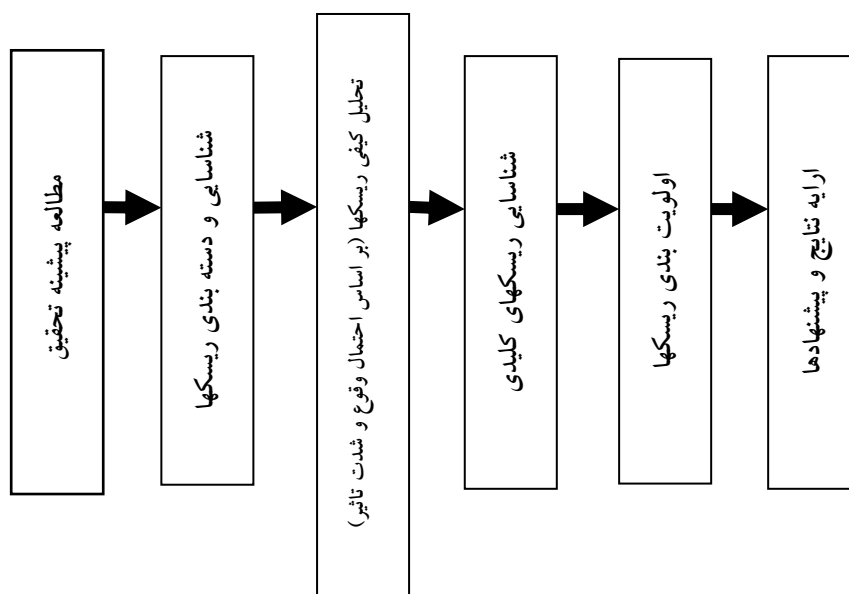 مطالعه پیشینه تحقیق
شناسایی و دسته بندی ریسکها
تحلیل کیفی ریسکها (بر اساس احتمال وقوع و شدت تاثیر)
شناسایی ریسکهای کلیدی
اولویت بندی ریسکها
ارایه نتایج و پیشنهادها